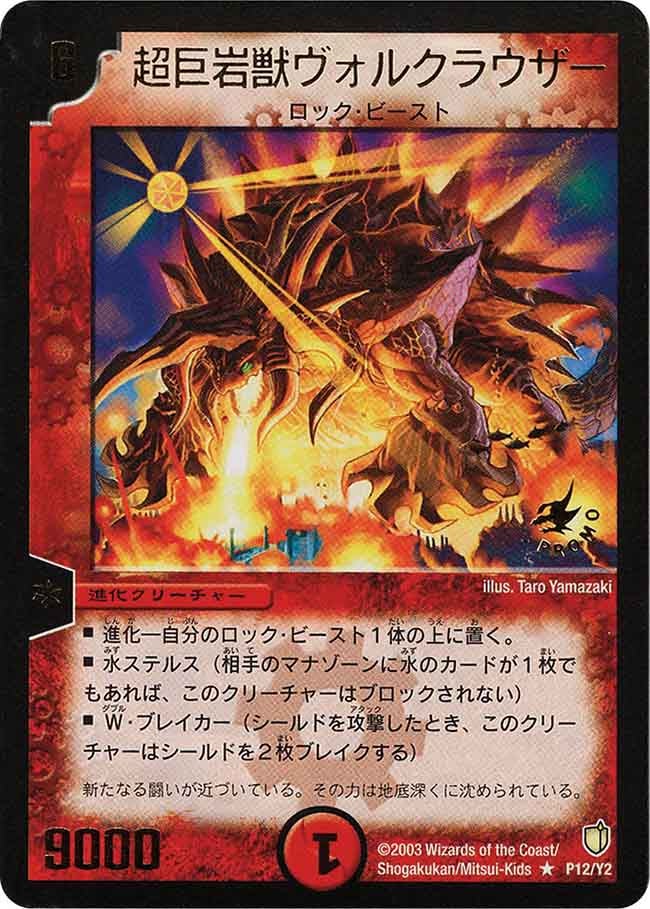 6
超巨岩獣ヴォルクラウザー
ロック・ビースト
PROMO
illus. Taro Yamazaki
進化クリーチャー
■ 進化―自分のロック・ビースト1体の上に置く。
■ 水ステルス（相手のマナゾーンに水のカードが1枚で
もあれば、このクリーチャーはブロックされない）
■ W・ブレイカー（シールドを攻撃したとき、このクリー
チャーはシールドを2枚ブレイクする）
新たなる闘いが近づいている。その力は地底深くに沈められている。
9000
1
©2003 Wizards of the Coast/
Shogakukan/Mitsui-Kids ★ P12/Y2